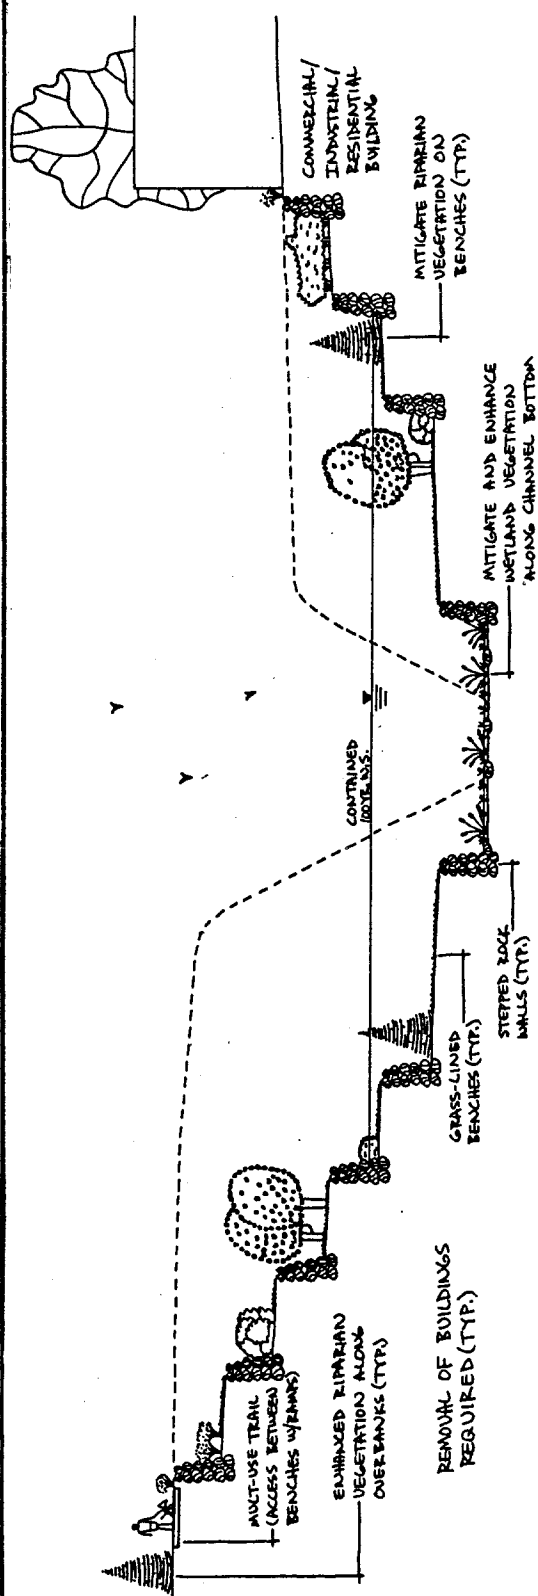 MULT-USE TRAIL
(ACCESS BETWEEN
BENCHES W/RAMPS)
ENHANCED RIPARIAN
VEGETATION ALONG
OVERBANKS (TYP.)
REMOVAL OF BUILDINGS
REQUIRED (TYP.)
GRASS-LINED
BENCHES (TYP.)
STEPPED ROCK
WALLS (TYP.)
CONTAINED
100 YR. W.S.
MITIGATE AND ENHANCE
WETLAND VEGETATION
ALONG CHANNEL BOTTOM
MITIGATE RIPARIAN
VEGETATION ON
BENCHES (TYP.)
COMMERCIAL/
INDUSTRIAL/
RESIDENTIAL
BUILDING